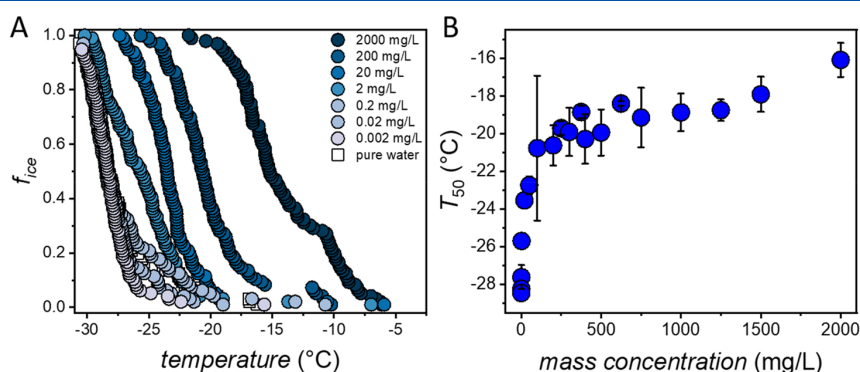 A
1.0
0.8
0.6
0.4
0.2
0.0
f_ice
-30 -25 -20 -15 -10 -5
temperature (°C)
2000 mg/L
200 mg/L
20 mg/L
2 mg/L
0.2 mg/L
0.02 mg/L
0.002 mg/L
pure water
B
-16
-18
-20
-22
-24
-26
-28
T_50 (°C)
0 500 1000 1500 2000
mass concentration (mg/L)